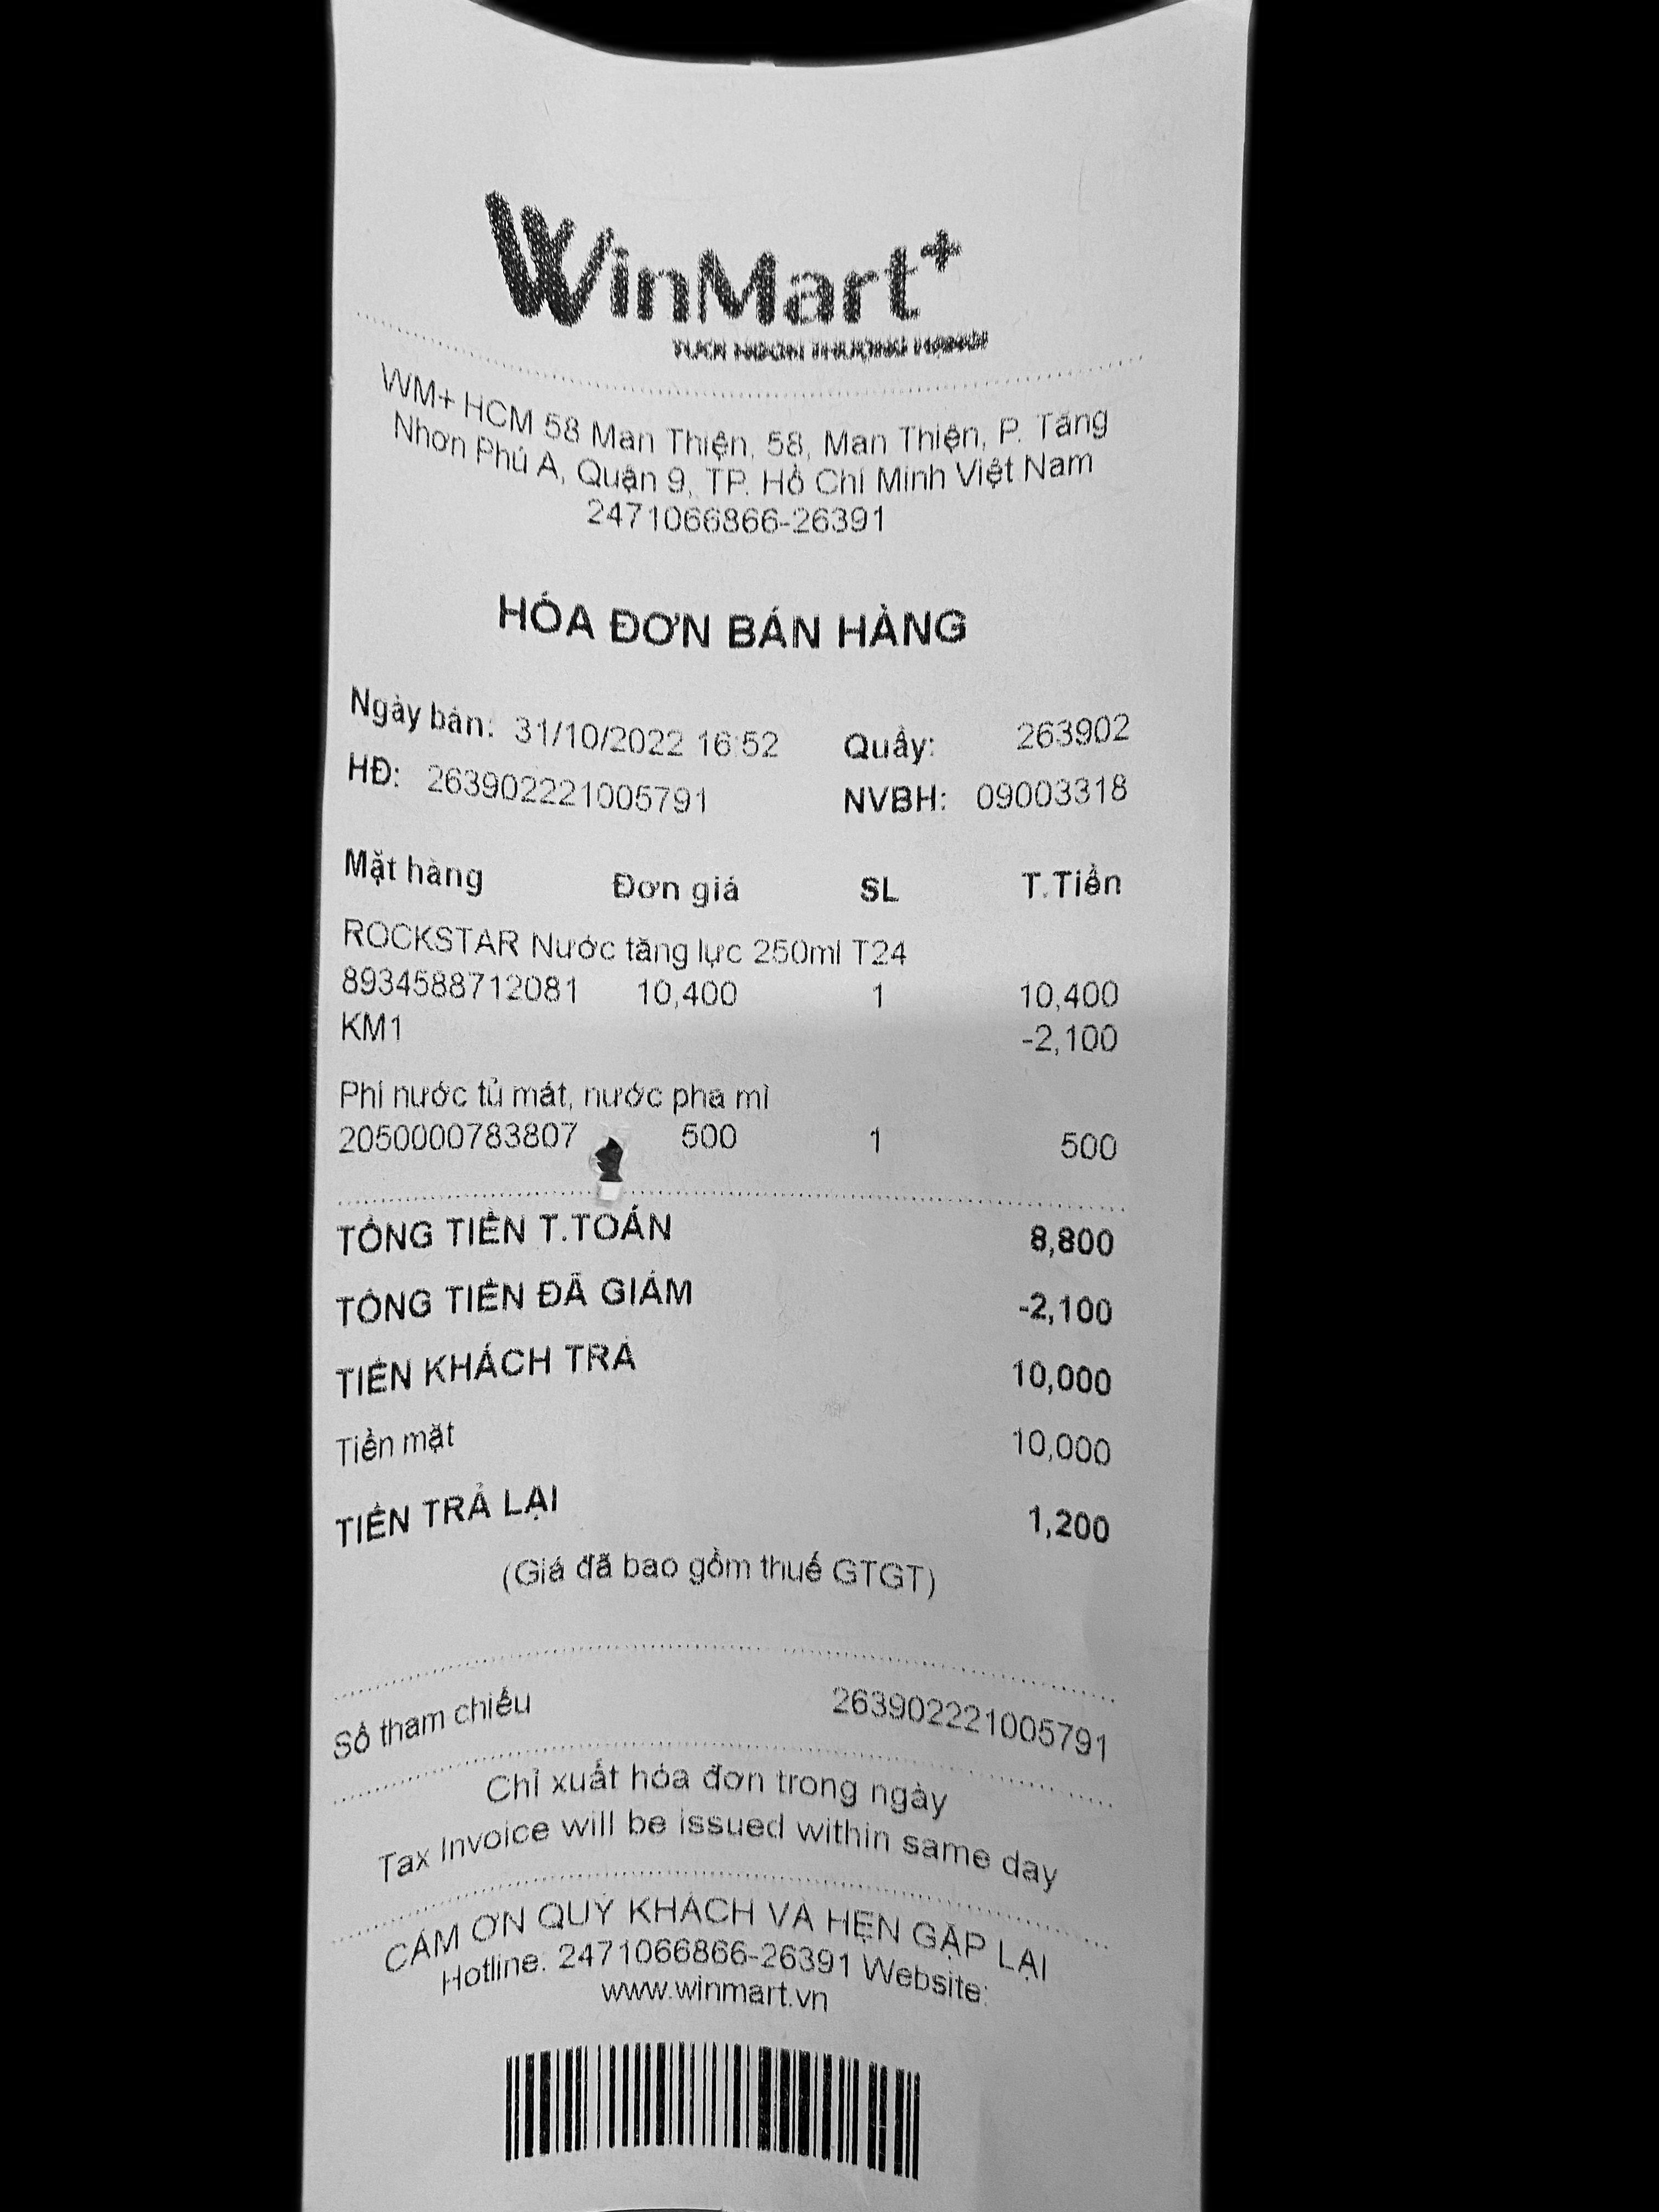 WinMart+
TƯƠI NGON THƯỢNG HẠNG!
WM+ HCM 58 Man Thiện, 58, Man Thiện, P. Tăng
Nhơn Phú A, Quận 9, TP. Hồ Chí Minh Việt Nam
2471066866-26391
HÓA ĐƠN BÁN HÀNG
Ngày bán: 31/10/2022 16:52 Quầy: 263902
HĐ: 263902221005791 NVBH: 09003318
Mặt hàng Đơn giá SL T.Tiền
ROCKSTAR Nước tăng lực 250ml T24
8934588712081 10,400 1 10,400
KM1 -2,100
Phí nước tủ mát, nước pha mì
2050000783807 500 1 500
TỔNG TIỀN T.TOÁN 8,800
TỔNG TIỀN ĐÃ GIẢM -2,100
TIỀN KHÁCH TRẢ 10,000
Tiền mặt 10,000
TIỀN TRẢ LẠI 1,200
(Giá đã bao gồm thuế GTGT)
Số tham chiếu 263902221005791
Chỉ xuất hóa đơn trong ngày
Tax Invoice will be issued within same day
CẢM ƠN QUÝ KHÁCH VÀ HẸN GẶP LẠI
Hotline: 2471066866-26391 Website:
www.winmart.vn